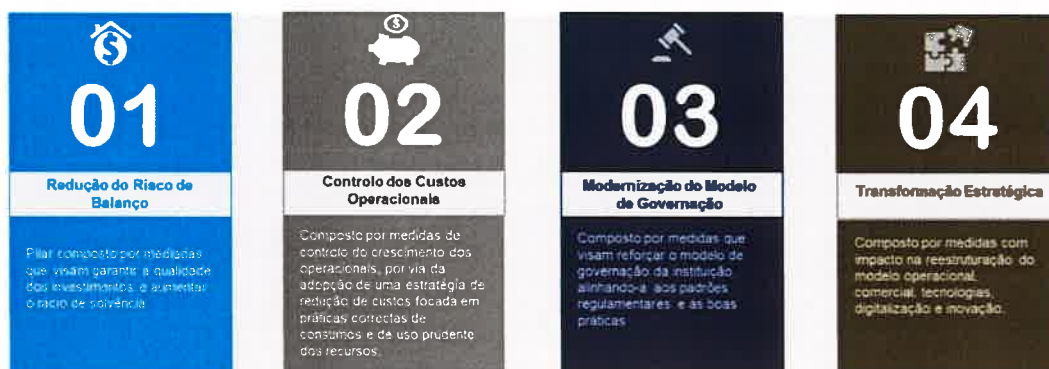 01
Redução do Risco de
Balanço
Pilar composto por mediadas
que visam garantir a qualidade
dos investimentos, e aumentar
o rácio de solvência
02
Controlo dos Custos
Operacionais
Composto por medidas de
controlo do crescimento dos
operacionais, por via da
adopção de uma estratégia de
redução de custos focada em
práticas correctas de
consumos e de uso prudente
dos recursos.
03
Modernização do Modelo
de Governação
Composto por medidas que
visam reforçar o modelo de
governação da instituição
alinhando-a aos padrões
regulamentares e as boas
práticas
04
Transformação Estratégica
Composto por medidas com
impacto na reestruturação do
modelo operacional,
comercial, tecnologias,
digitalização e inovação.